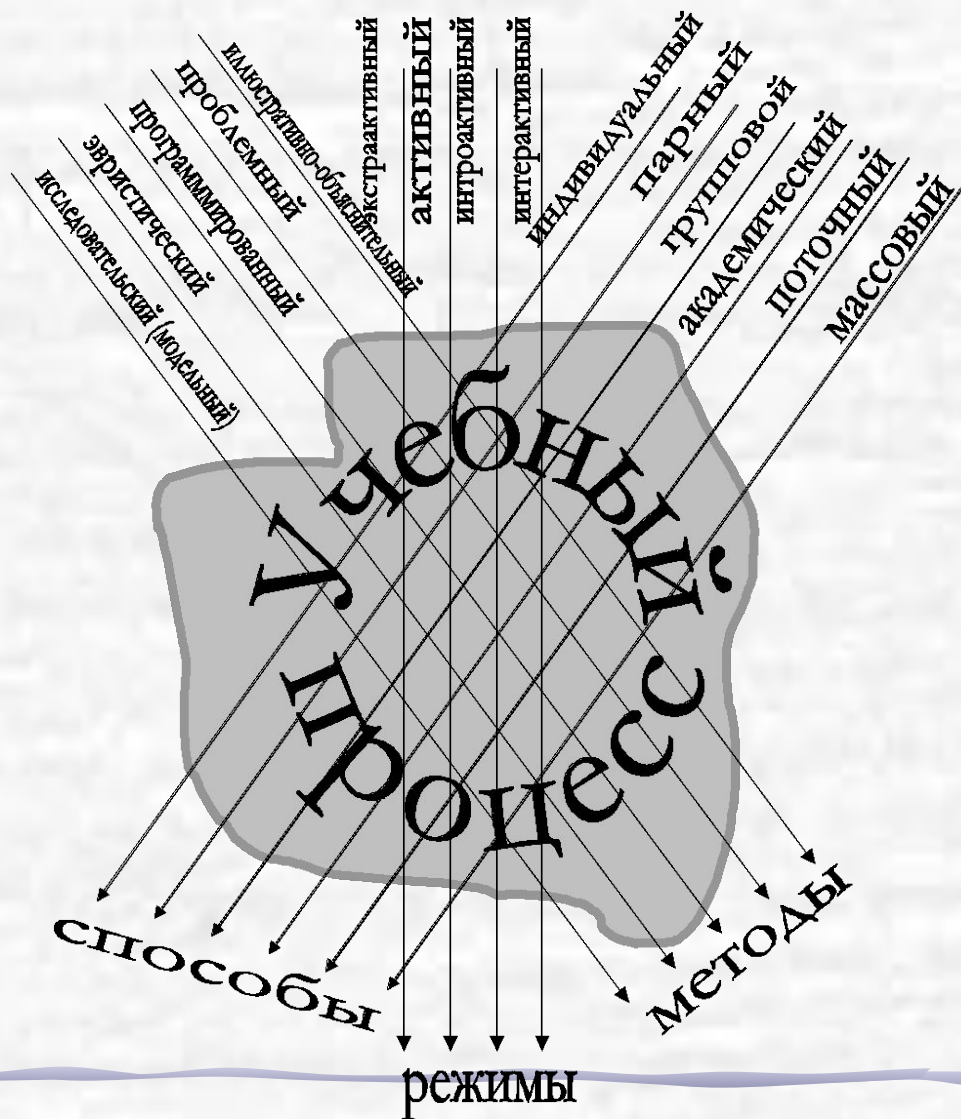 исследовательский (модельный)
эвристический
программмированный
проблемный
иллюстративно-объяснительный
экстраактивный
активный
интроактивный
интерактивный
индивидуальный
парный
групповой
академический
поточный
массовый
Учебный
процесс
способы
методы
режимы